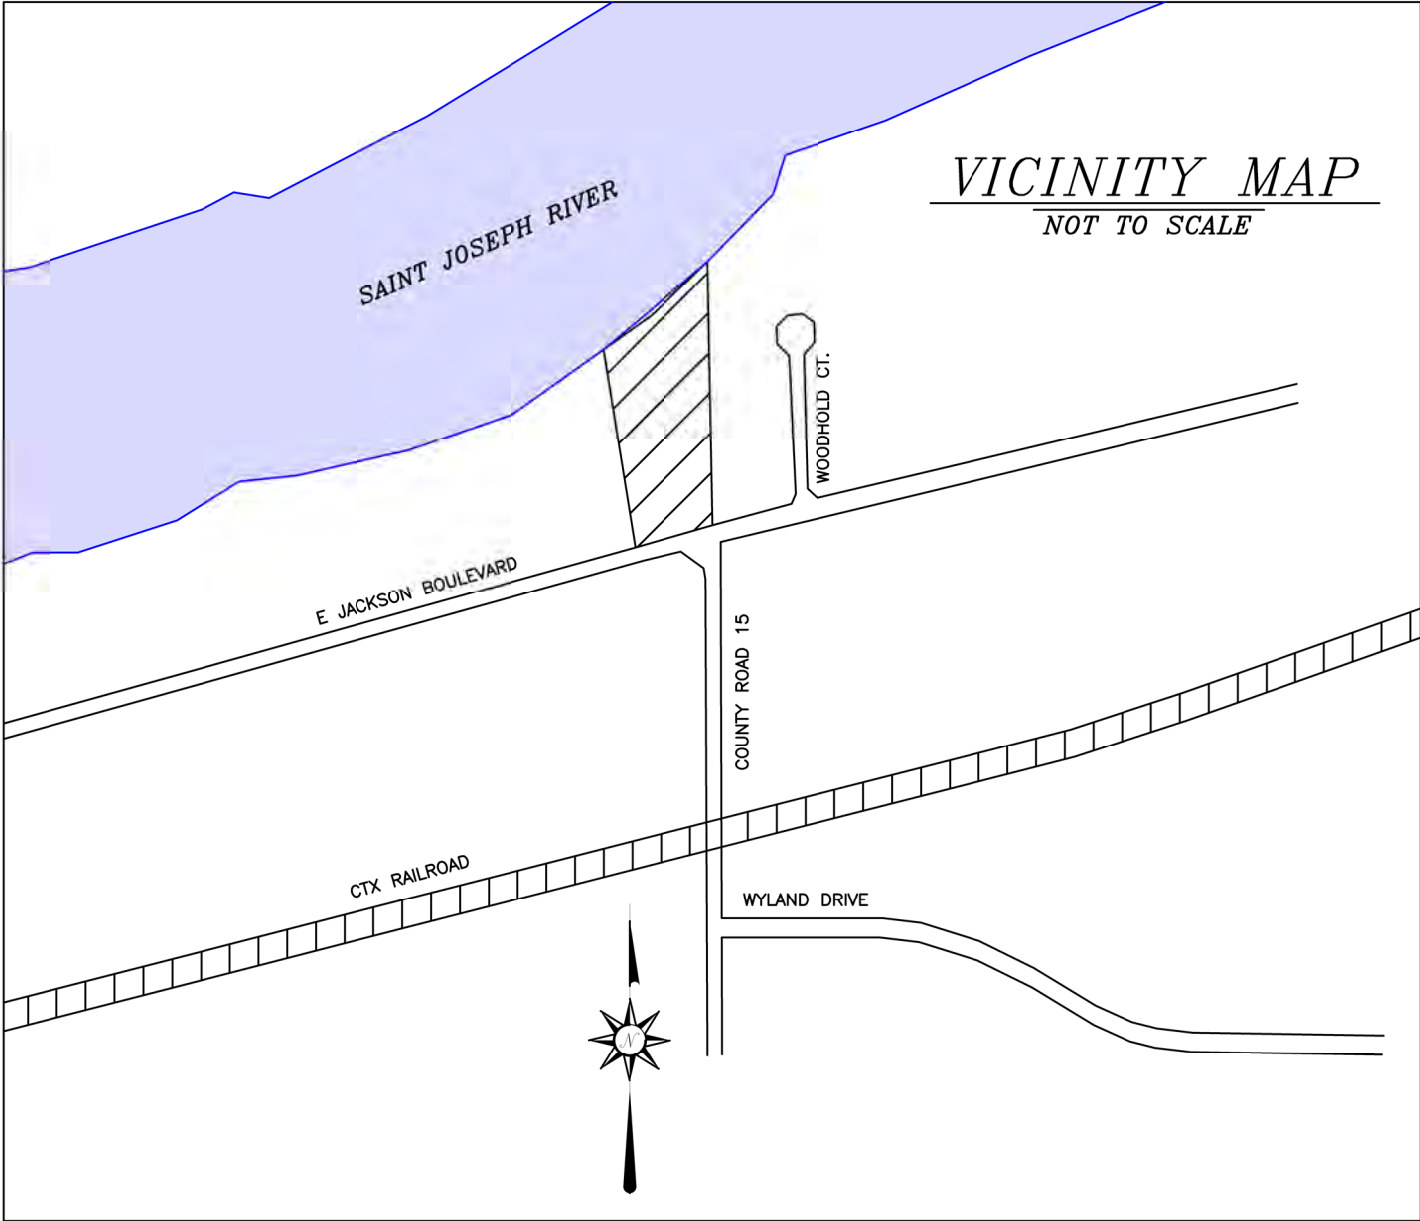 VICINITY MAP
NOT TO SCALE
SAINT JOSEPH RIVER
WOODHOLD CT.
E JACKSON BOULEVARD
COUNTY ROAD 15
CTX RAILROAD
WYLAND DRIVE
N